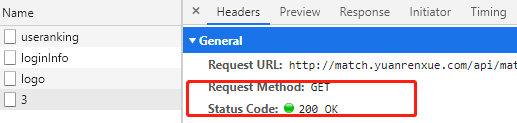 Name
Headers Preview Response Initiator Timing
useranking
loginInfo
logo
3
General
Request URL: http://match.yuanrenxue.com/api/mat
Request Method: GET
Status Code: 200 OK